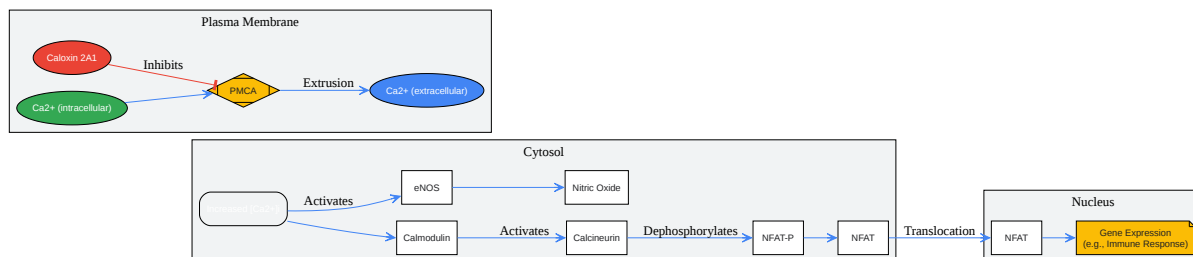 Plasma Membrane
Caloxin 2A1
Inhibits
PMCA
Extrusion
Ca2+ (extracellular)
Ca2+ (intracellular)
Cytosol
Activates
eNOS
Nitric Oxide
Calmodulin
Activates
Calcineurin
Dephosphorylates
NFAT-P
NFAT
Translocation
Nucleus
NFAT
Gene Expression
(e.g., Immune Response)